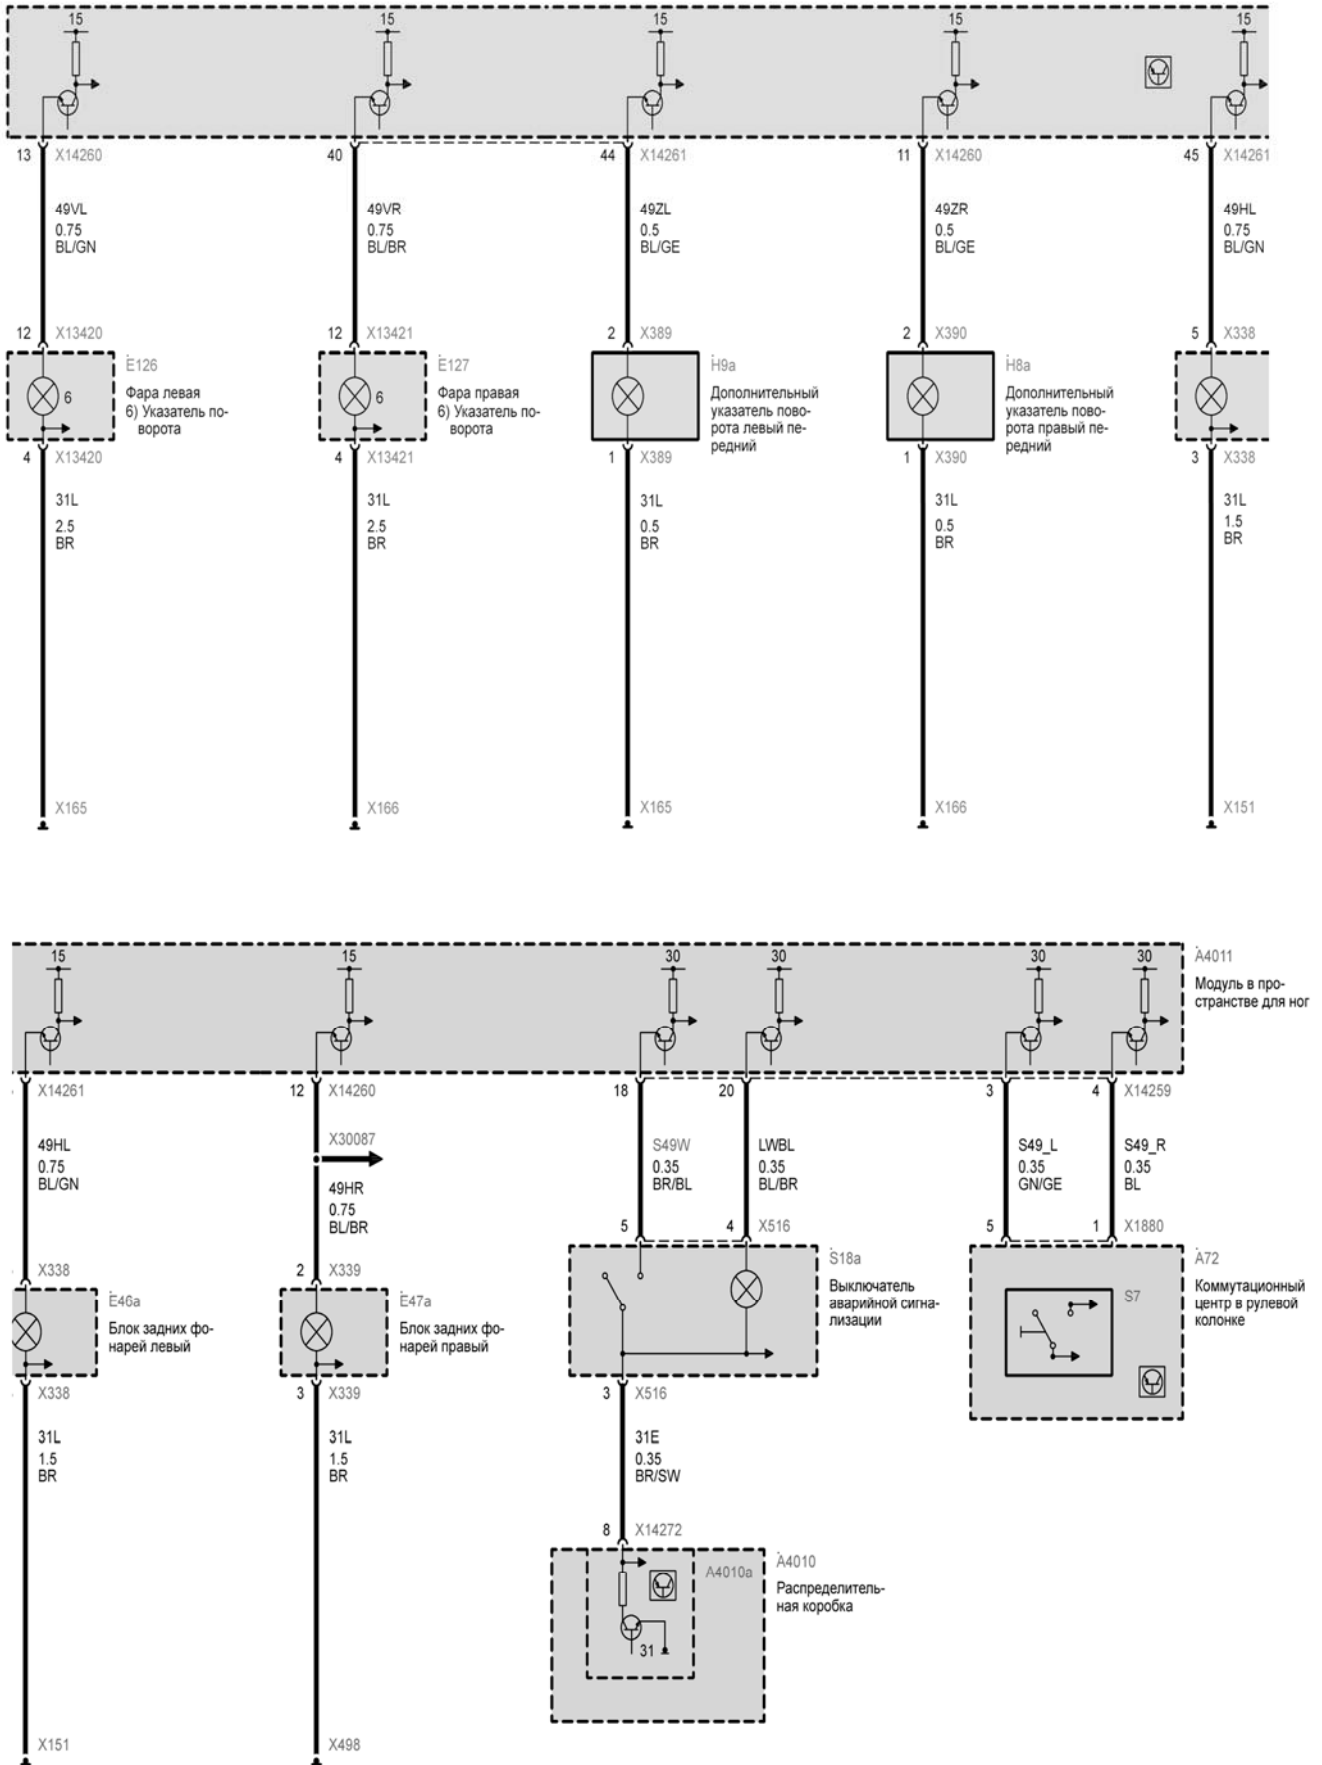 15 15 15 15 15
13 X14260 40 44 X14261 11 X14260 45 X14261
49VL 49VR 49ZL 49ZR 49HL
0.75 0.75 0.5 0.5 0.75
BL/GN BL/BR BL/GE BL/GE BL/GN
12 X13420 12 X13421 2 X389 2 X390 5 X338
E126 E127 H9a H8a
6
Фара левая
6) Указатель по-
ворота
6
Фара правая
6) Указатель по-
ворота
Дополнительный
указатель пово-
рота левый пе-
редний
Дополнительный
указатель пово-
рота правый пе-
редний
4 X13420 4 X13421 1 X389 1 X390 3 X338
31L 31L 31L 31L 31L
2.5 2.5 0.5 0.5 1.5
BR BR BR BR BR
X165 X166 X165 X166 X151
15 15 30 30 30 30
A4011
Модуль в про-
странстве для ног
X14261 12 X14260 18 20 3 4 X14259
X30087
49HL
0.75
BL/GN
49HR
0.75
BL/BR
S49W LWBL S49_L S49_R
0.35 0.35 0.35 0.35
BR/BL BL/BR GN/GE BL
5 4 X516 5 1 X1880
X338 2 X339
E46a
Блок задних фо-
нарей левый
E47a
Блок задних фо-
нарей правый
S18a
Выключатель
аварийной сигна-
лизации
S7
A72
Коммутационный
центр в рулевой
колонке
X338 3 X339 3 X516
31L 31L 31E
1.5 1.5 0.35
BR BR BR/SW
8 X14272
A4010a
31
A4010
Распределитель-
ная коробка
X151 X498